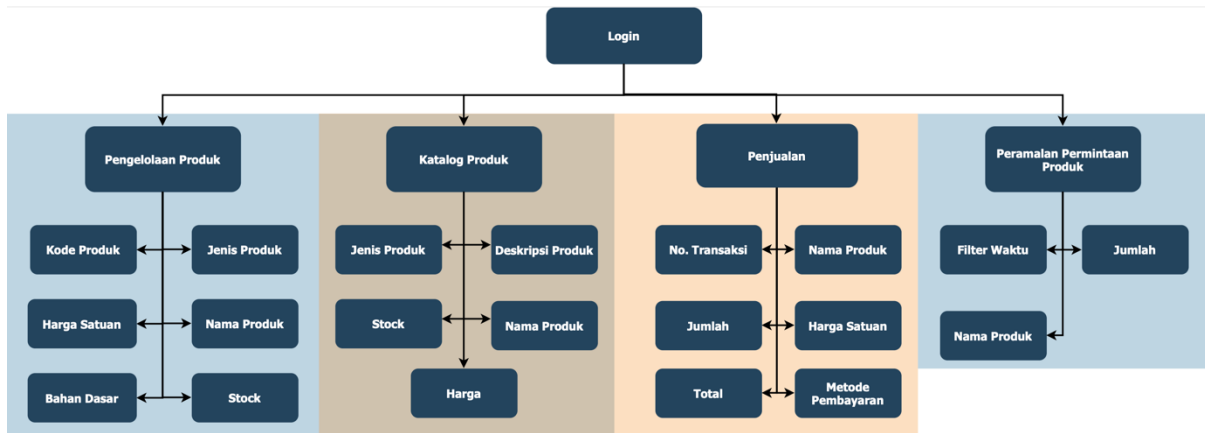 Login
Pengelolaan Produk
Katalog Produk
Penjualan
Peramalan Permintaan
Produk
Kode Produk
Jenis Produk
Harga Satuan
Nama Produk
Bahan Dasar
Stock
Jenis Produk
Deskripsi Produk
Stock
Nama Produk
Harga
No. Transaksi
Nama Produk
Jumlah
Harga Satuan
Total
Metode
Pembayaran
Filter Waktu
Jumlah
Nama Produk